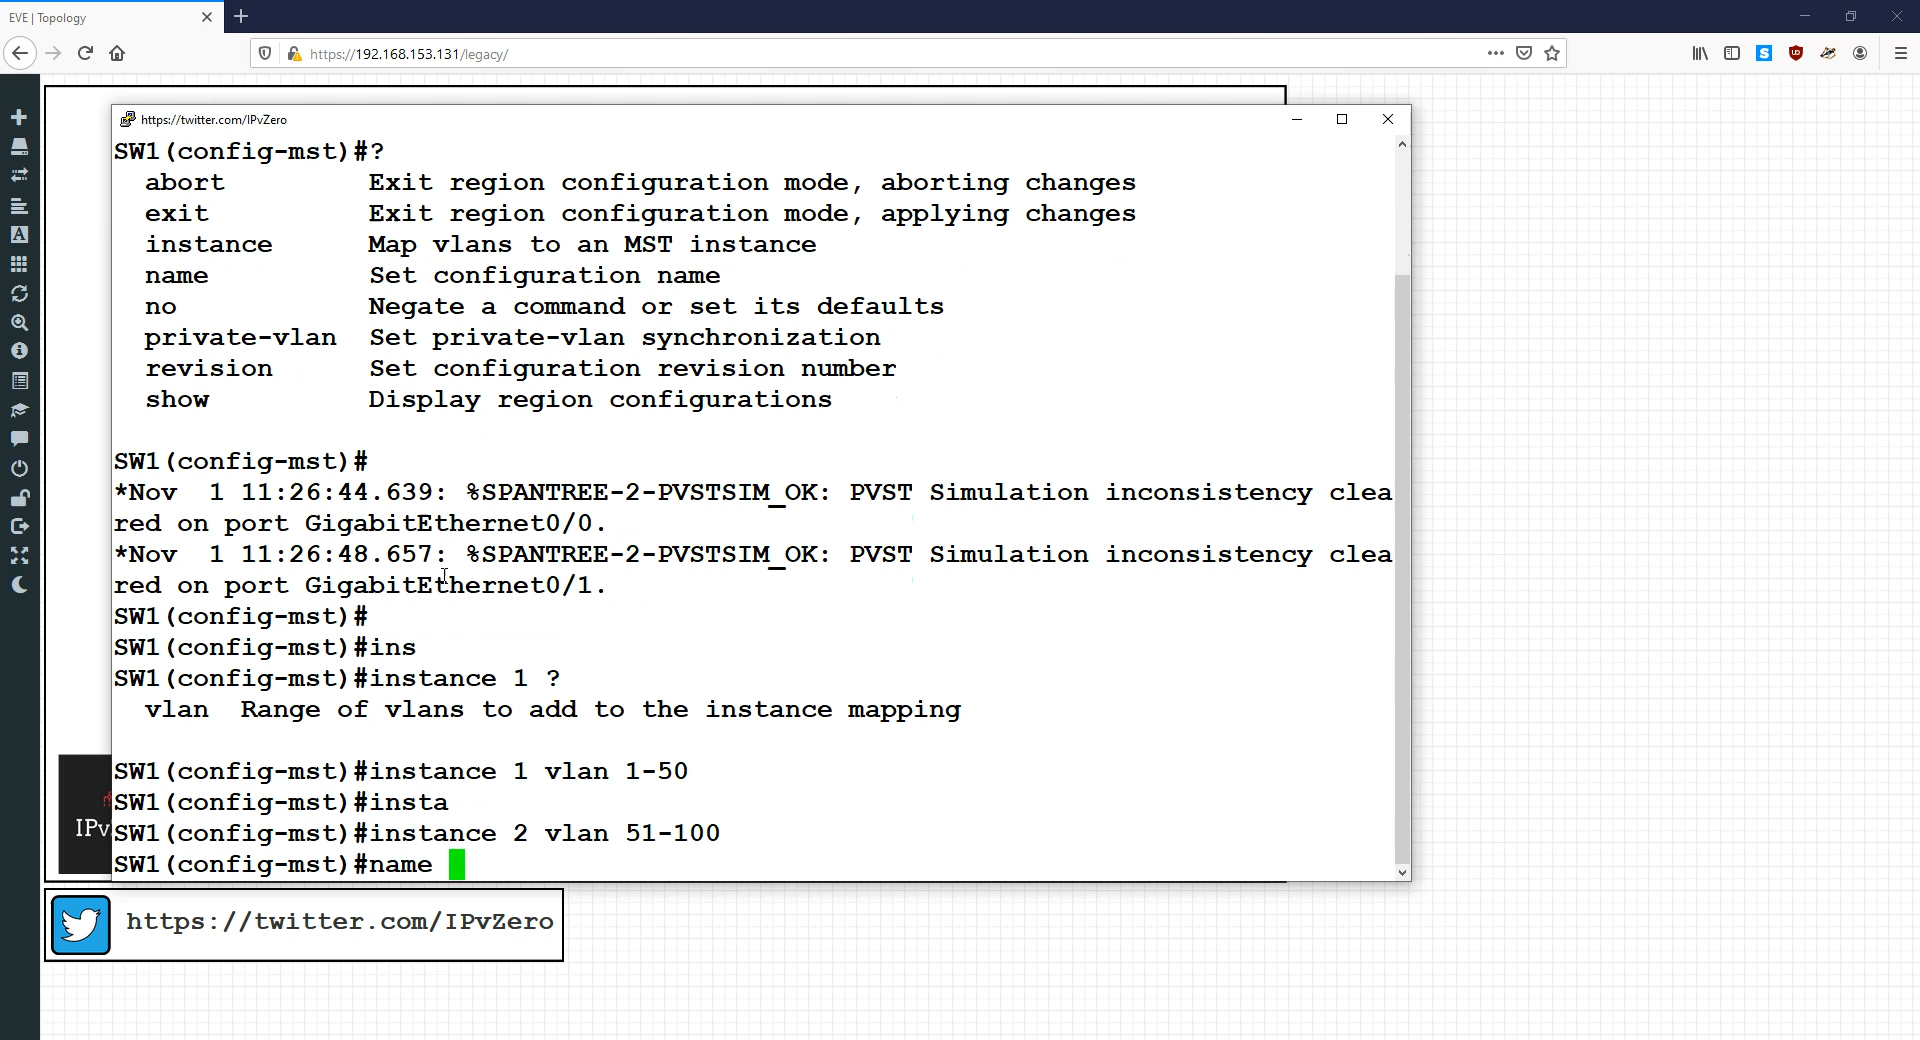 EVE | Topology
https://192.168.153.131/legacy/
https://twitter.com/IPvZero
SW1(config-mst)#?
abort Exit region configuration mode, aborting changes
exit Exit region configuration mode, applying changes
instance Map vlans to an MST instance
name Set configuration name
no Negate a command or set its defaults
private-vlan Set private-vlan synchronization
revision Set configuration revision number
show Display region configurations
SW1(config-mst)#
*Nov 1 11:26:44.639: %SPANTREE-2-PVSTSIM_OK: PVST Simulation inconsistency clea
red on port GigabitEthernet0/0.
*Nov 1 11:26:48.657: %SPANTREE-2-PVSTSIM_OK: PVST Simulation inconsistency clea
red on port GigabitEthernet0/1.
SW1(config-mst)#
SW1(config-mst)#ins
SW1(config-mst)#instance 1 ?
vlan Range of vlans to add to the instance mapping
SW1(config-mst)#instance 1 vlan 1-50
SW1(config-mst)#insta
SW1(config-mst)#instance 2 vlan 51-100
SW1(config-mst)#name
IPv
https://twitter.com/IPvZero